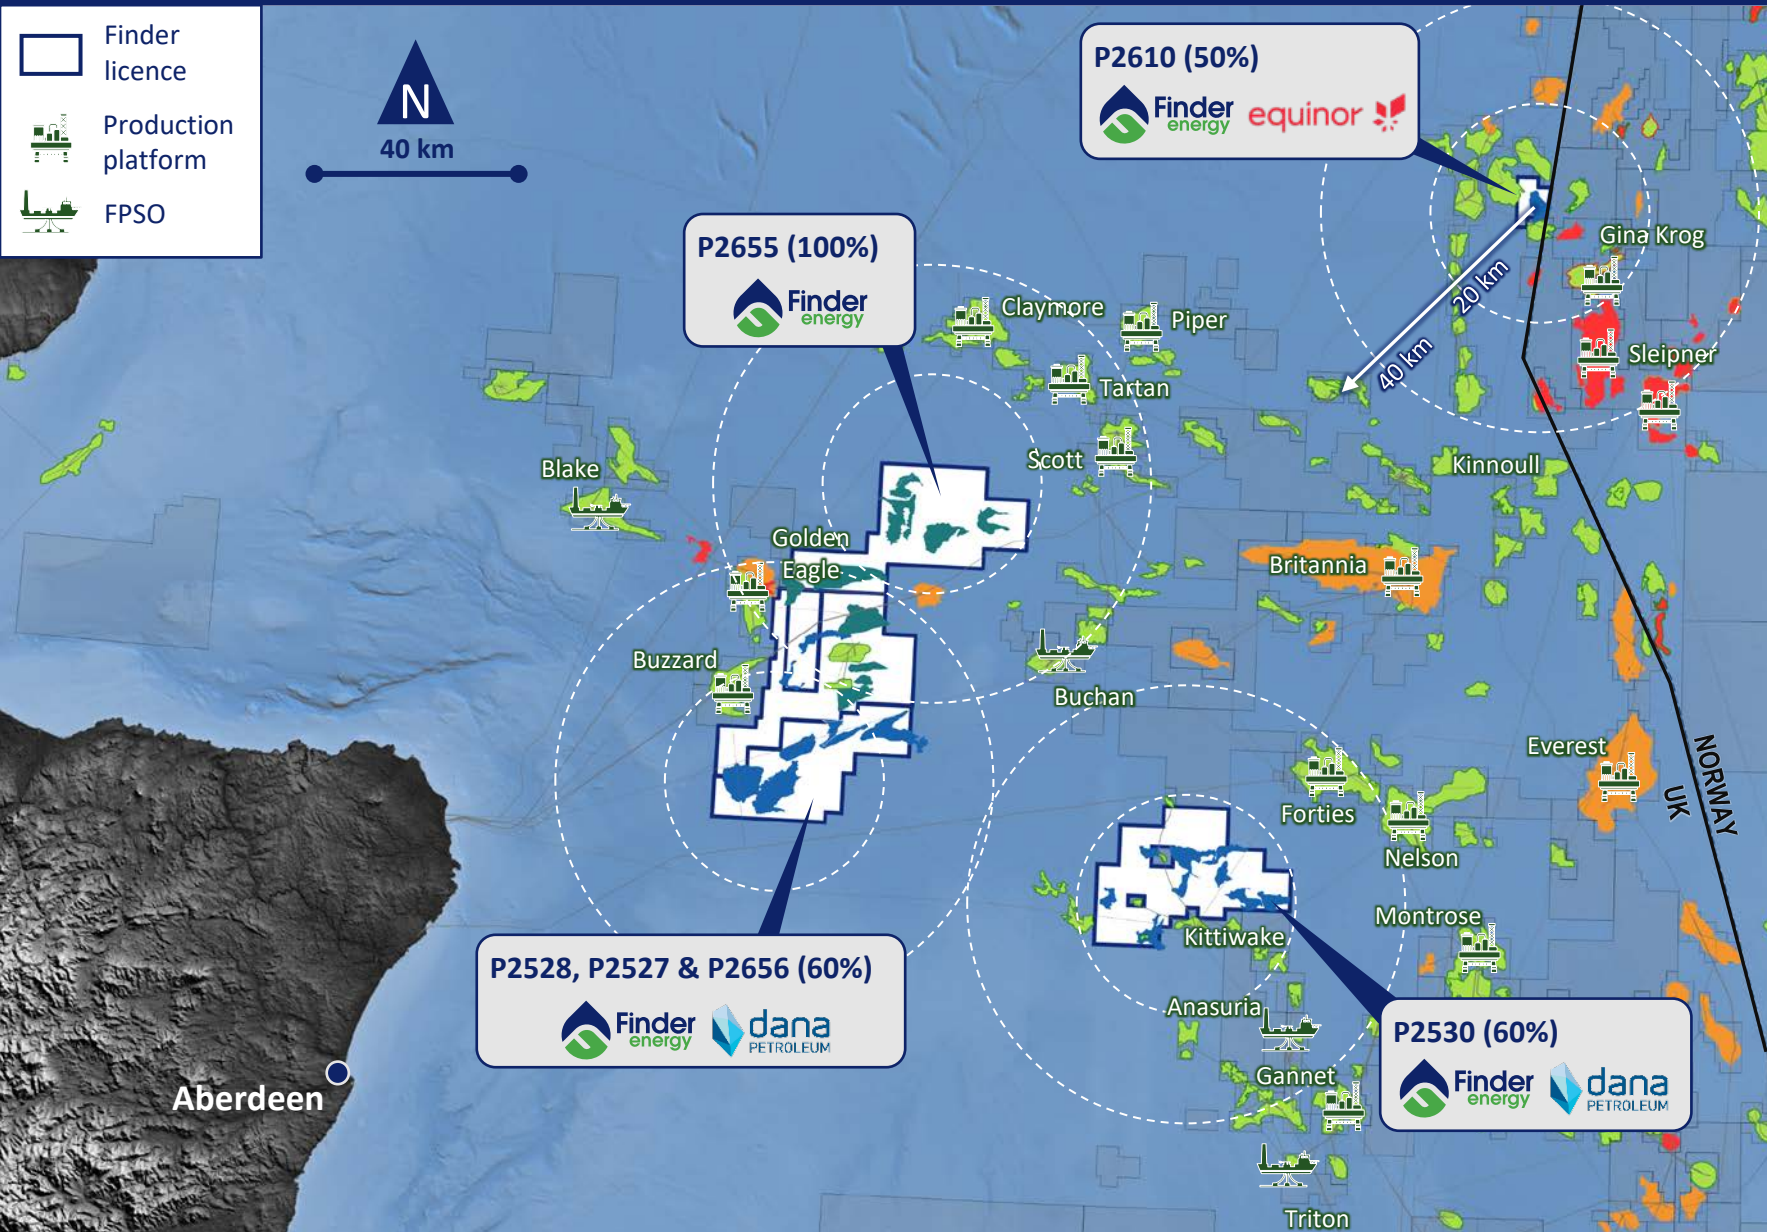 Finder
licence
Production
platform
FPSO
N
40 km
P2610 (50%)
Finder
energy
equinor
P2655 (100%)
Finder
energy
Gina Krog
20 km
40 km
Sleipner
Claymore
Piper
Tartan
Scott
Kinnoull
Blake
Golden
Eagle
Britannia
Buzzard
Buchan
Everest
NORWAY
UK
Forties
Nelson
Montrose
Kittiwake
P2528, P2527 & P2656 (60%)
Finder
energy
dana
PETROLEUM
Anasuria
P2530 (60%)
Finder
energy
dana
PETROLEUM
Gannet
Aberdeen
Triton